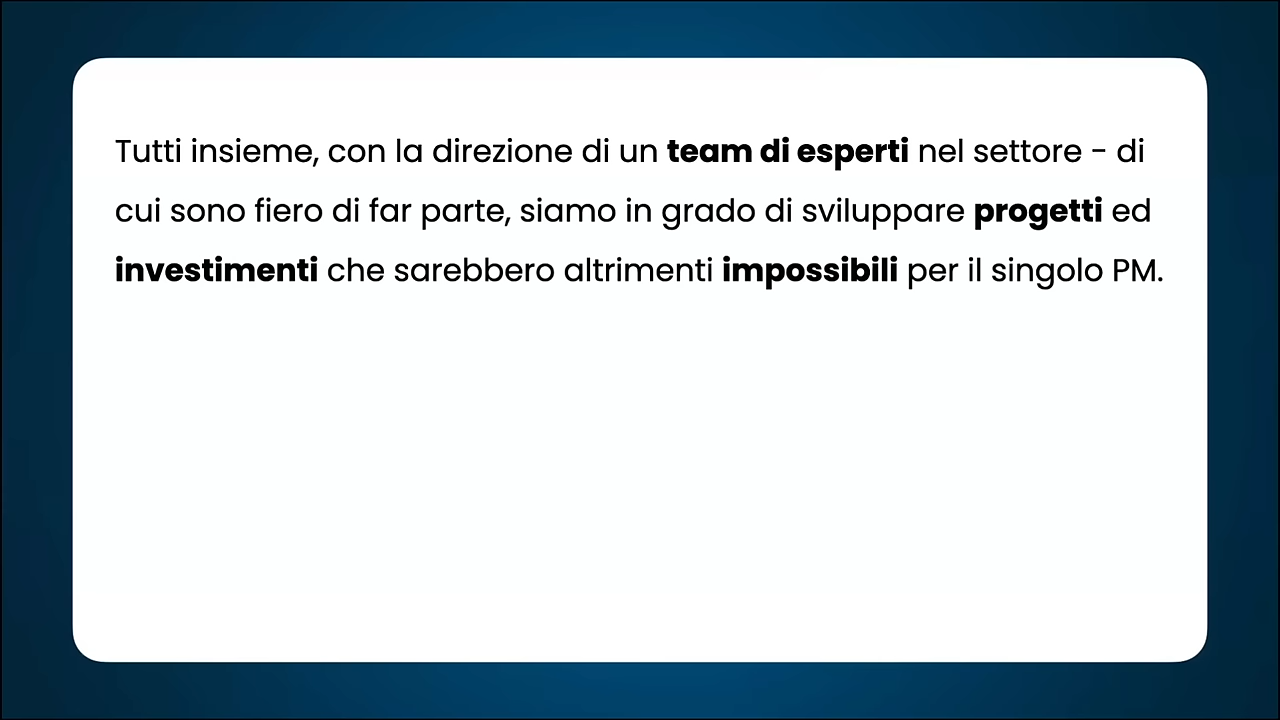 Tutti insieme, con la direzione di un team di esperti nel settore - di
cui sono fiero di far parte, siamo in grado di sviluppare progetti ed
investimenti che sarebbero altrimenti impossibili per il singolo PM.